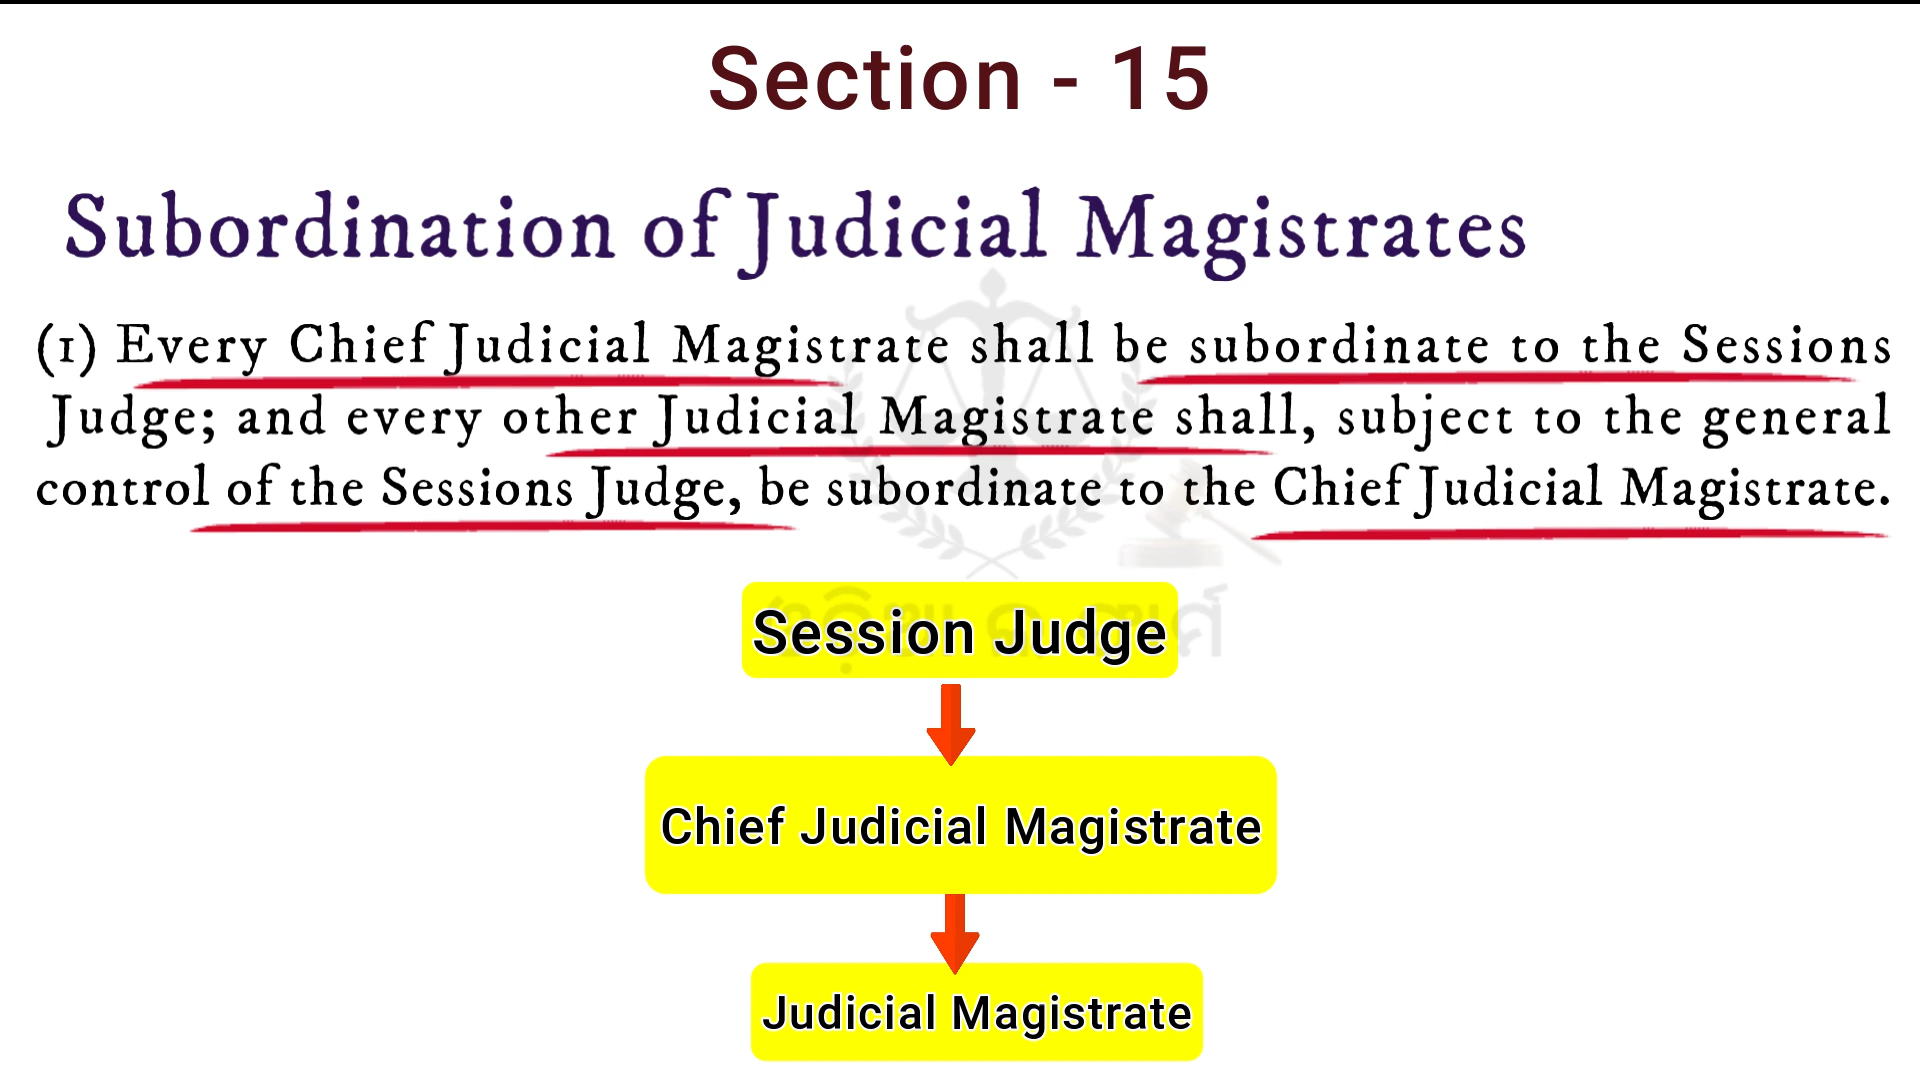 Section - 15
Subordination of Judicial Magistrates
(1) Every Chief Judicial Magistrate shall be subordinate to the Sessions
Judge; and every other Judicial Magistrate shall, subject to the general
control of the Sessions Judge, be subordinate to the Chief Judicial Magistrate.
Session Judge
Chief Judicial Magistrate
Judicial Magistrate